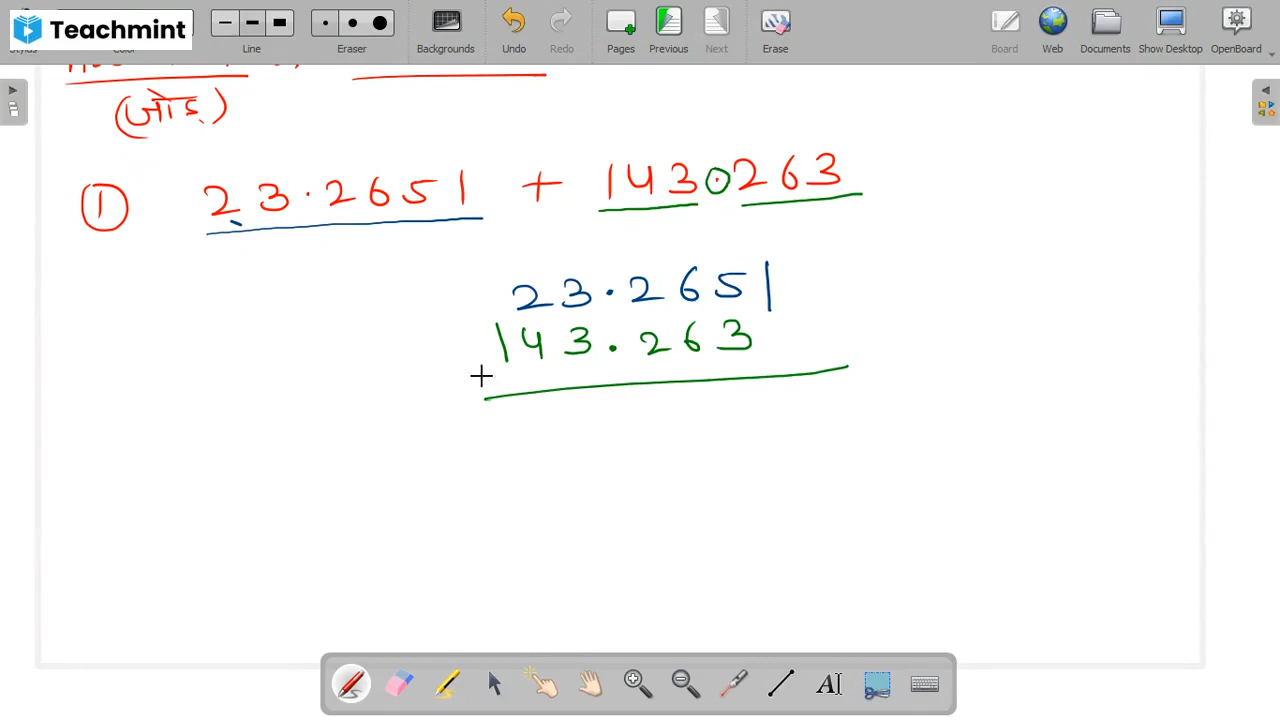 Teachmint
Line
Eraser
Backgrounds
Undo
Redo
Pages
Previous
Next
Erase
Board
Web
Documents
Show Desktop
OpenBoard
(जोड़)
① 23.2651 + 143.263
23.2651
143.263